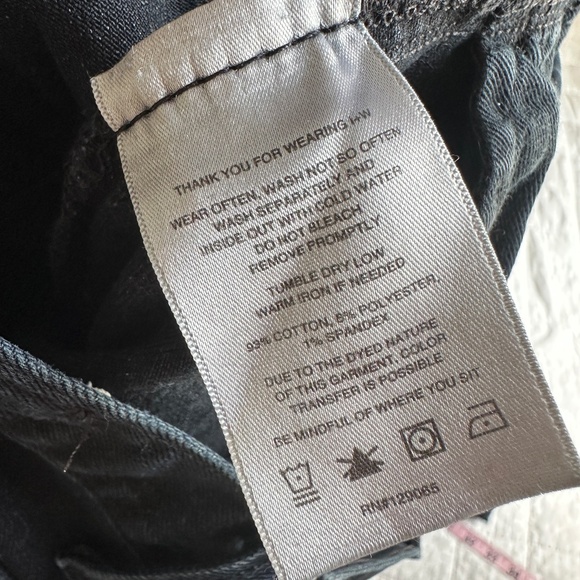 THANK YOU FOR WEARING
WEAR OFTEN, WASH NOT SO OFTEN
WASH SEPARATELY AND
INSIDE OUT WITH COLD WATER
DO NOT BLEACH
REMOVE PROMPTLY
TUMBLE DRY LOW
WARM IRON IF NEEDED
93% COTTON, 6% POLYESTER,
1% SPANDEX
DUE TO THE DYED NATURE
OF THIS GARMENT, COLOR
TRANSFER IS POSSIBLE
BE MINDFUL OF WHERE YOU SIT
RN#129065